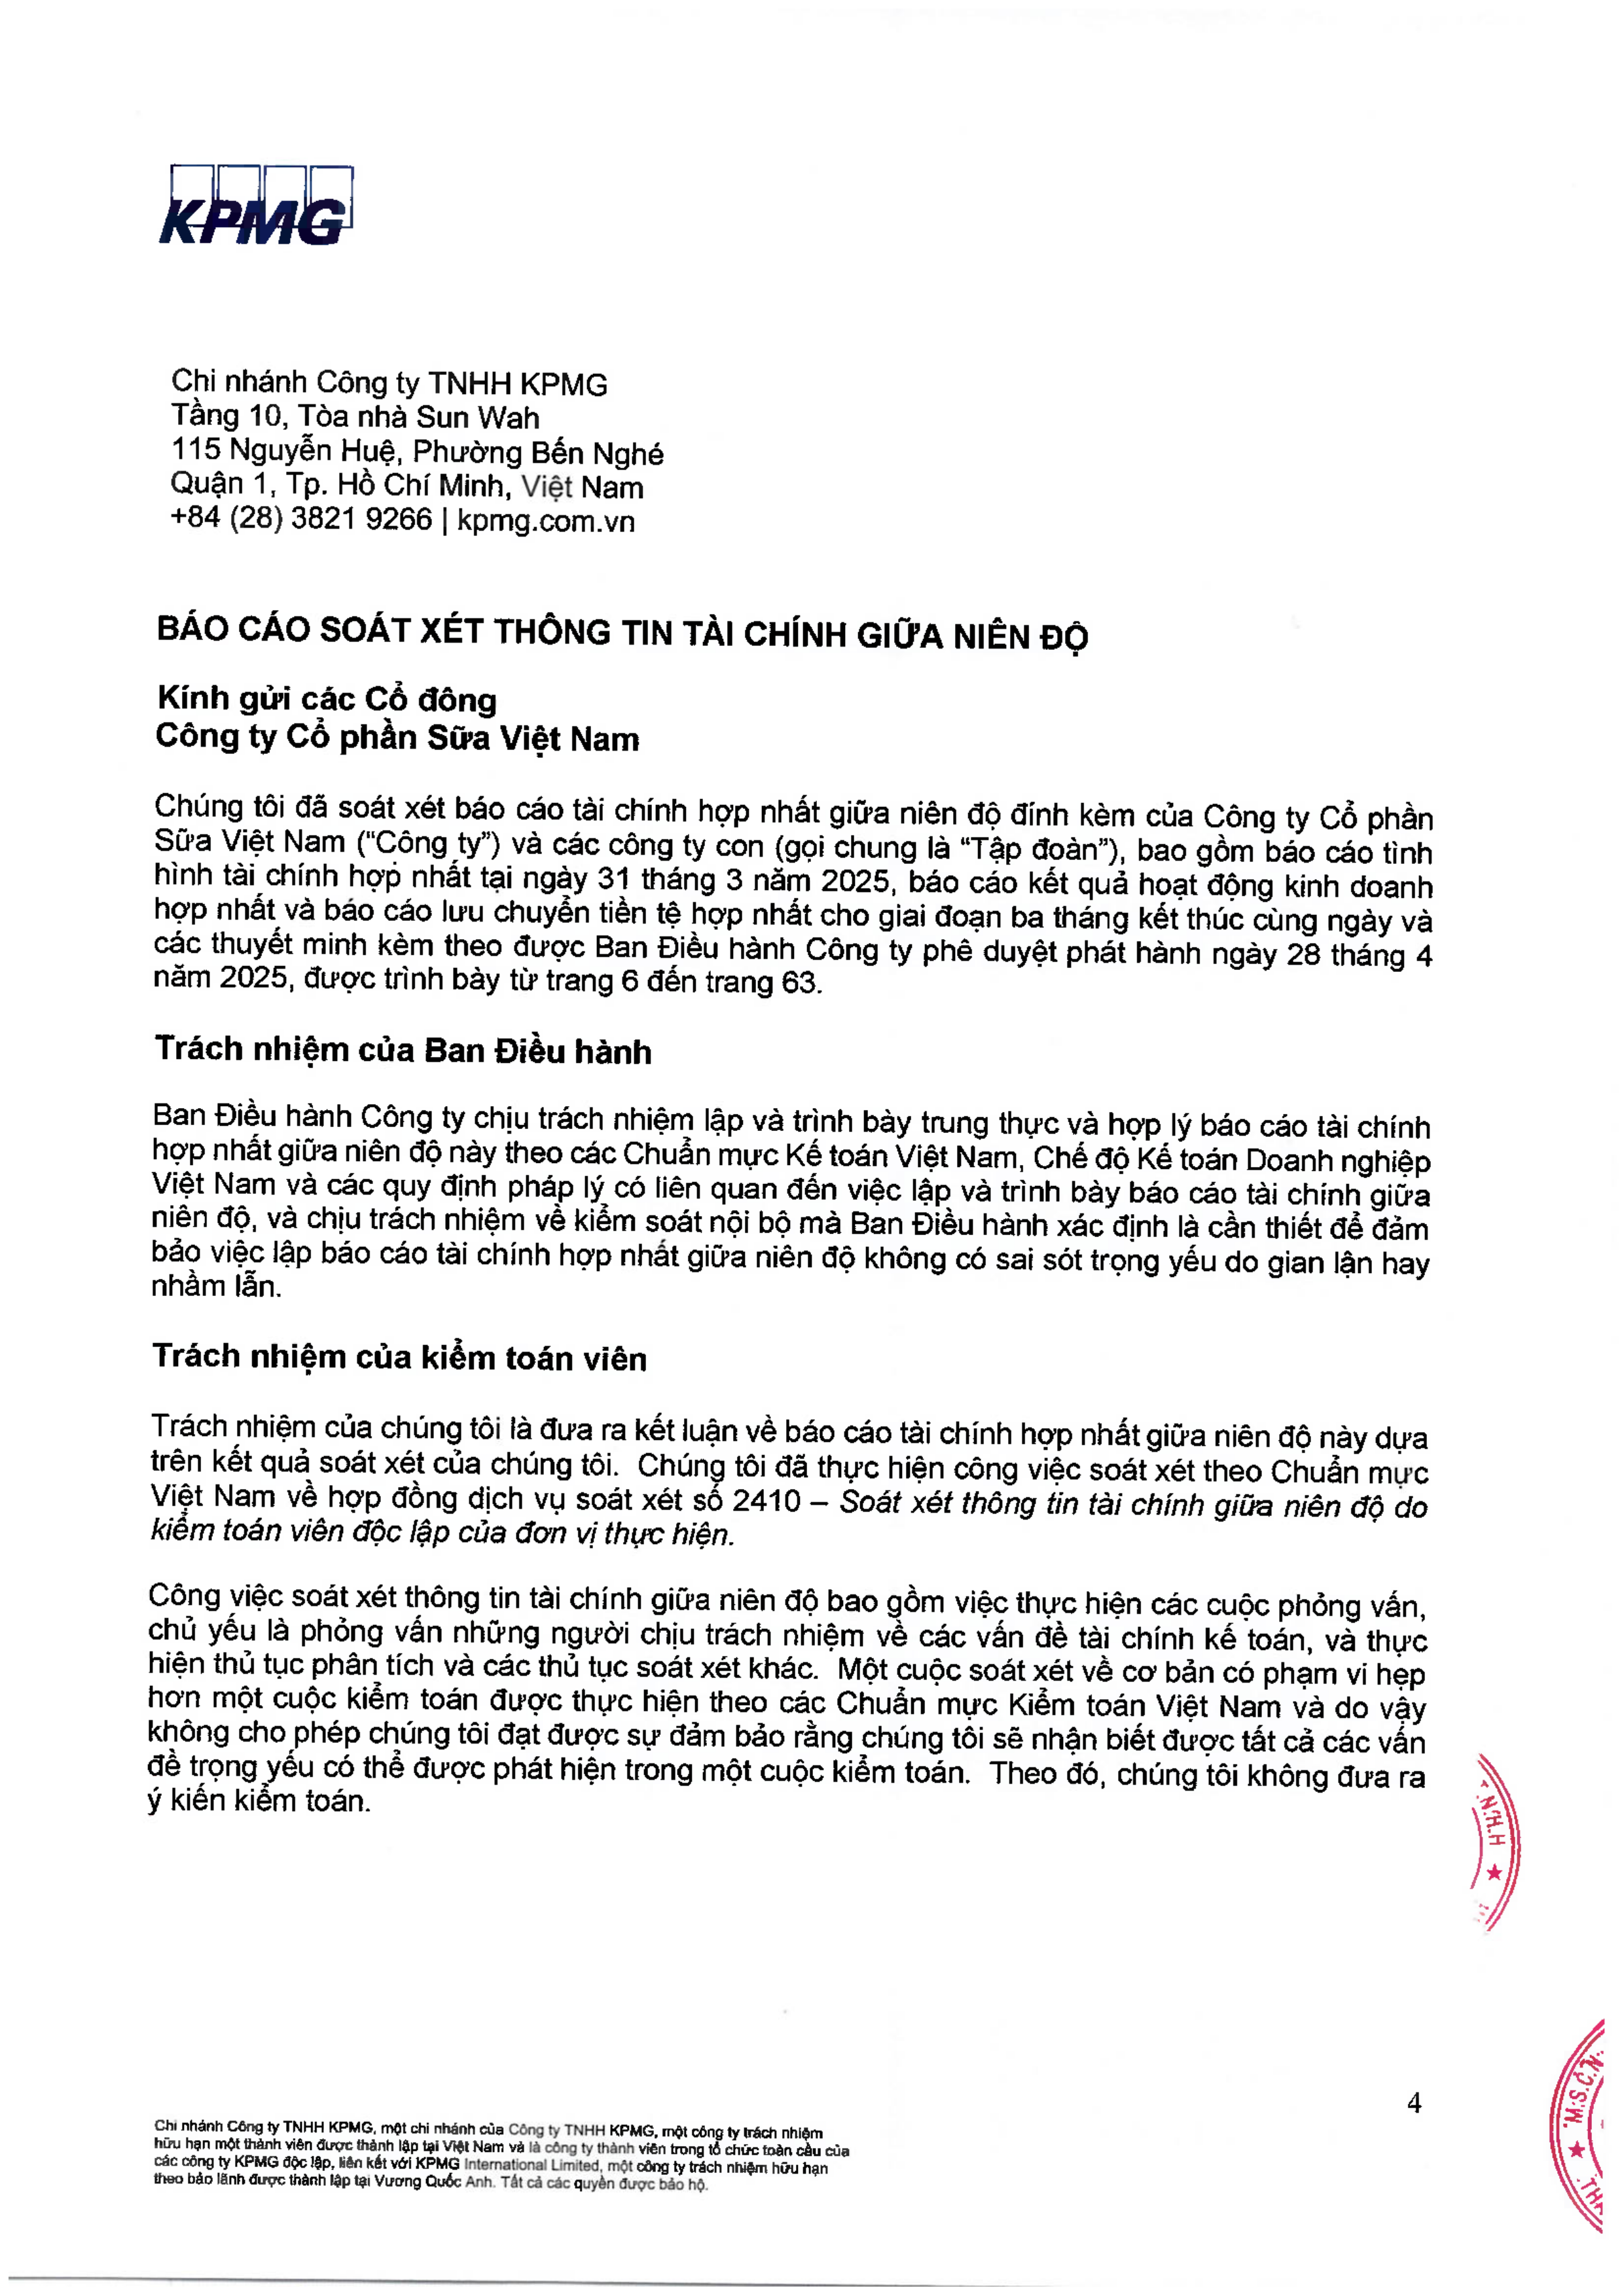 KPMG
Chi nhánh Công ty TNHH KPMG
Tầng 10, Tòa nhà Sun Wah
115 Nguyễn Huệ, Phường Bến Nghé
Quận 1, Tp. Hồ Chí Minh, Việt Nam
+84 (28) 3821 9266 | kpmg.com.vn
BÁO CÁO SOÁT XÉT THÔNG TIN TÀI CHÍNH GIỮA NIÊN ĐỘ
Kính gửi các Cổ đông
Công ty Cổ phần Sữa Việt Nam
Chúng tôi đã soát xét báo cáo tài chính hợp nhất giữa niên độ đính kèm của Công ty Cổ phần
Sữa Việt Nam (“Công ty”) và các công ty con (gọi chung là “Tập đoàn”), bao gồm báo cáo tình
hình tài chính hợp nhất tại ngày 31 tháng 3 năm 2025, báo cáo kết quả hoạt động kinh doanh
hợp nhất và báo cáo lưu chuyển tiền tệ hợp nhất cho giai đoạn ba tháng kết thúc cùng ngày và
các thuyết minh kèm theo được Ban Điều hành Công ty phê duyệt phát hành ngày 28 tháng 4
năm 2025, được trình bày từ trang 6 đến trang 63.
Trách nhiệm của Ban Điều hành
Ban Điều hành Công ty chịu trách nhiệm lập và trình bày trung thực và hợp lý báo cáo tài chính
hợp nhất giữa niên độ này theo các Chuẩn mực Kế toán Việt Nam, Chế độ Kế toán Doanh nghiệp
Việt Nam và các quy định pháp lý có liên quan đến việc lập và trình bày báo cáo tài chính giữa
niên độ, và chịu trách nhiệm về kiểm soát nội bộ mà Ban Điều hành xác định là cần thiết để đảm
bảo việc lập báo cáo tài chính hợp nhất giữa niên độ không có sai sót trọng yếu do gian lận hay
nhầm lẫn.
Trách nhiệm của kiểm toán viên
Trách nhiệm của chúng tôi là đưa ra kết luận về báo cáo tài chính hợp nhất giữa niên độ này dựa
trên kết quả soát xét của chúng tôi.  Chúng tôi đã thực hiện công việc soát xét theo Chuẩn mực
Việt Nam về hợp đồng dịch vụ soát xét số 2410 – Soát xét thông tin tài chính giữa niên độ do
kiểm toán viên độc lập của đơn vị thực hiện.
Công việc soát xét thông tin tài chính giữa niên độ bao gồm việc thực hiện các cuộc phỏng vấn,
chủ yếu là phỏng vấn những người chịu trách nhiệm về các vấn đề tài chính kế toán, và thực
hiện thủ tục phân tích và các thủ tục soát xét khác.  Một cuộc soát xét về cơ bản có phạm vi hẹp
hơn một cuộc kiểm toán được thực hiện theo các Chuẩn mực Kiểm toán Việt Nam và do vậy
không cho phép chúng tôi đạt được sự đảm bảo rằng chúng tôi sẽ nhận biết được tất cả các vấn
đề trọng yếu có thể được phát hiện trong một cuộc kiểm toán.  Theo đó, chúng tôi không đưa ra
ý kiến kiểm toán.
T.N.H.H
4
M.S.C.N
Chi nhánh Công ty TNHH KPMG, một chi nhánh của Công ty TNHH KPMG, một công ty trách nhiệm
hữu hạn một thành viên được thành lập tại Việt Nam và là công ty thành viên trong tổ chức toàn cầu của
các công ty KPMG độc lập, liên kết với KPMG International Limited, một công ty trách nhiệm hữu hạn
theo bảo lãnh được thành lập tại Vương Quốc Anh. Tất cả các quyền được bảo hộ.